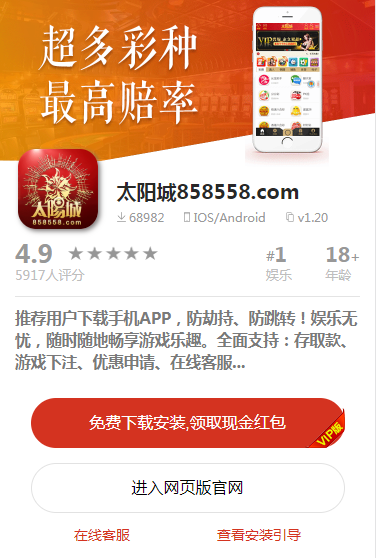 超多彩种
最高赔率
太陽城
858558.com
太阳城858558.com
68982
IOS/Android
v1.20
4.9
#1
18+
5917人评分
娱乐
年龄
推荐用户下载手机APP，防劫持、防跳转！娱乐无
忧，随时随地畅享游戏乐趣。全面支持：存取款、
游戏下注、优惠申请、在线客服...
免费下载安装,领取现金红包
VIP版
进入网页版官网
在线客服
查看安装引导